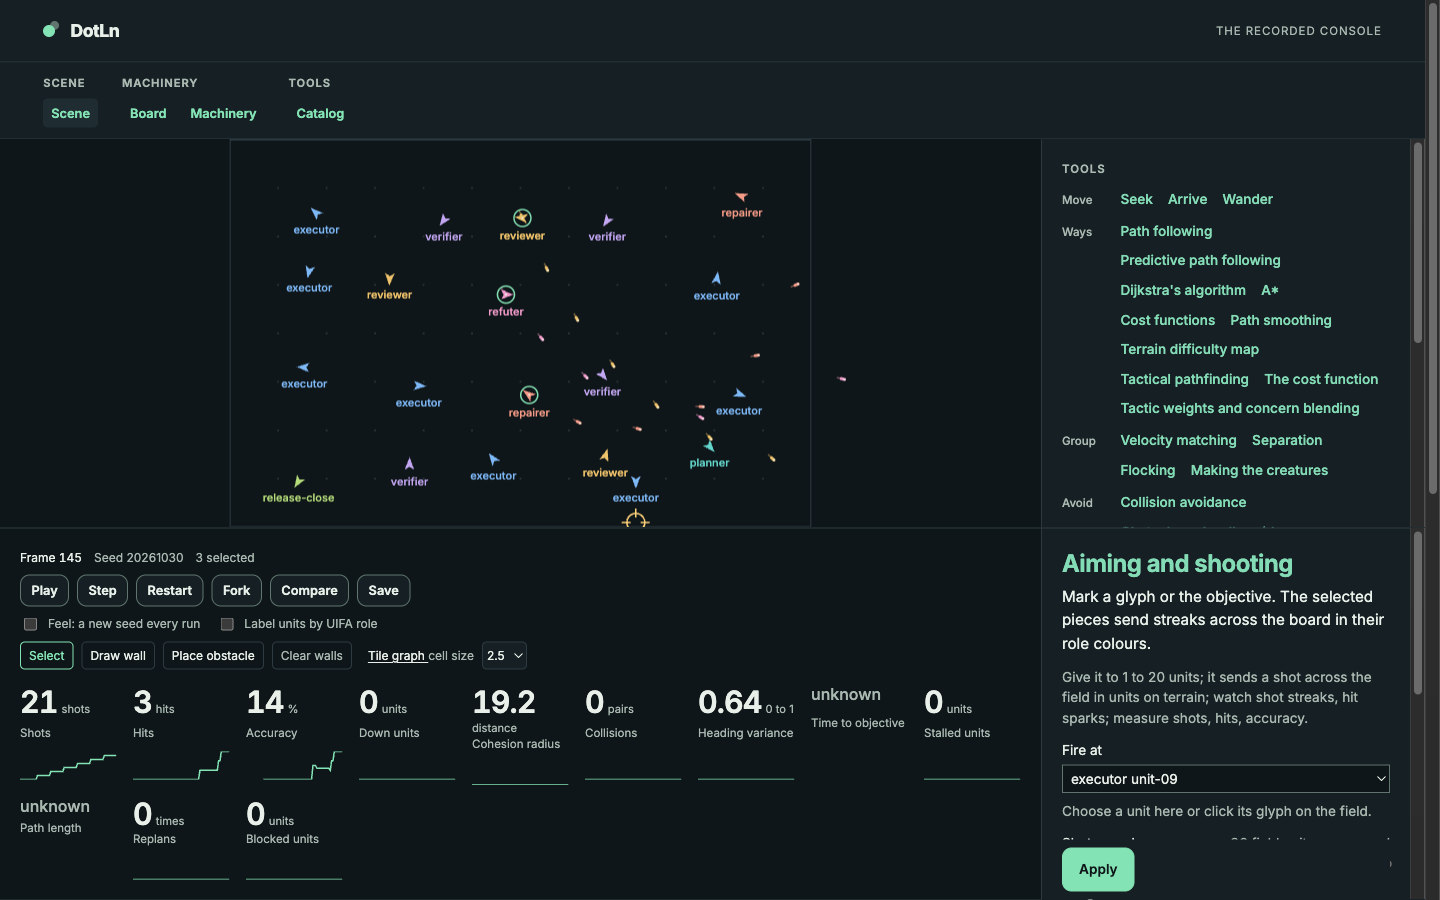 DotLn
THE RECORDED CONSOLE
SCENE MACHINERY TOOLS
Scene Board Machinery Catalog
executor
verifier
reviewer
verifier
repairer
executor
reviewer
refuter
executor
executor
executor
repairer
verifier
executor
release-close
verifier
executor
reviewer
executor
planner
TOOLS
Move Seek Arrive Wander
Ways Path following
Predictive path following
Dijkstra's algorithm A*
Cost functions Path smoothing
Terrain difficulty map
Tactical pathfinding The cost function
Tactic weights and concern blending
Group Velocity matching Separation
Flocking Making the creatures
Avoid Collision avoidance
Frame 145 Seed 20261030 3 selected
Play Step Restart Fork Compare Save
Feel: a new seed every run Label units by UIFA role
Select Draw wall Place obstacle Clear walls Tile graph cell size 2.5
21 shots
Shots
3 hits
Hits
14 %
Accuracy
0 units
Down units
19.2 distance
Cohesion radius
0 pairs
Collisions
0.64 0 to 1
Heading variance
unknown
Time to objective
0 units
Stalled units
unknown
Path length
0 times
Replans
0 units
Blocked units
Aiming and shooting
Mark a glyph or the objective. The selected
pieces send streaks across the board in their
role colours.
Give it to 1 to 20 units; it sends a shot across the
field in units on terrain; watch shot streaks, hit
sparks; measure shots, hits, accuracy.
Fire at
executor unit-09
Choose a unit here or click its glyph on the field.
Apply